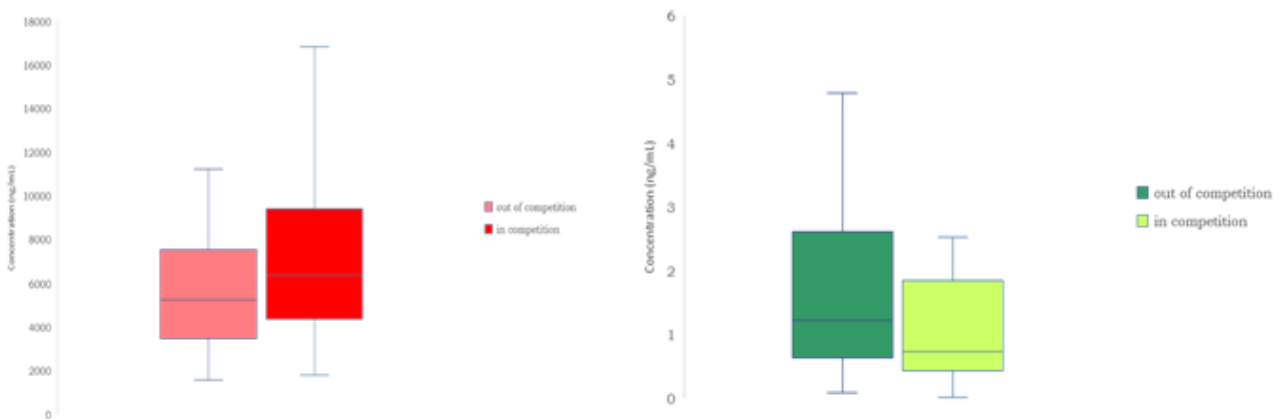 18000
16000
14000
12000
10000
8000
6000
4000
2000
0
Concentration (ng/mL)
out of competition
in competition
6
5
4
3
2
1
0
Concentration (ng/mL)
out of competition
in competition